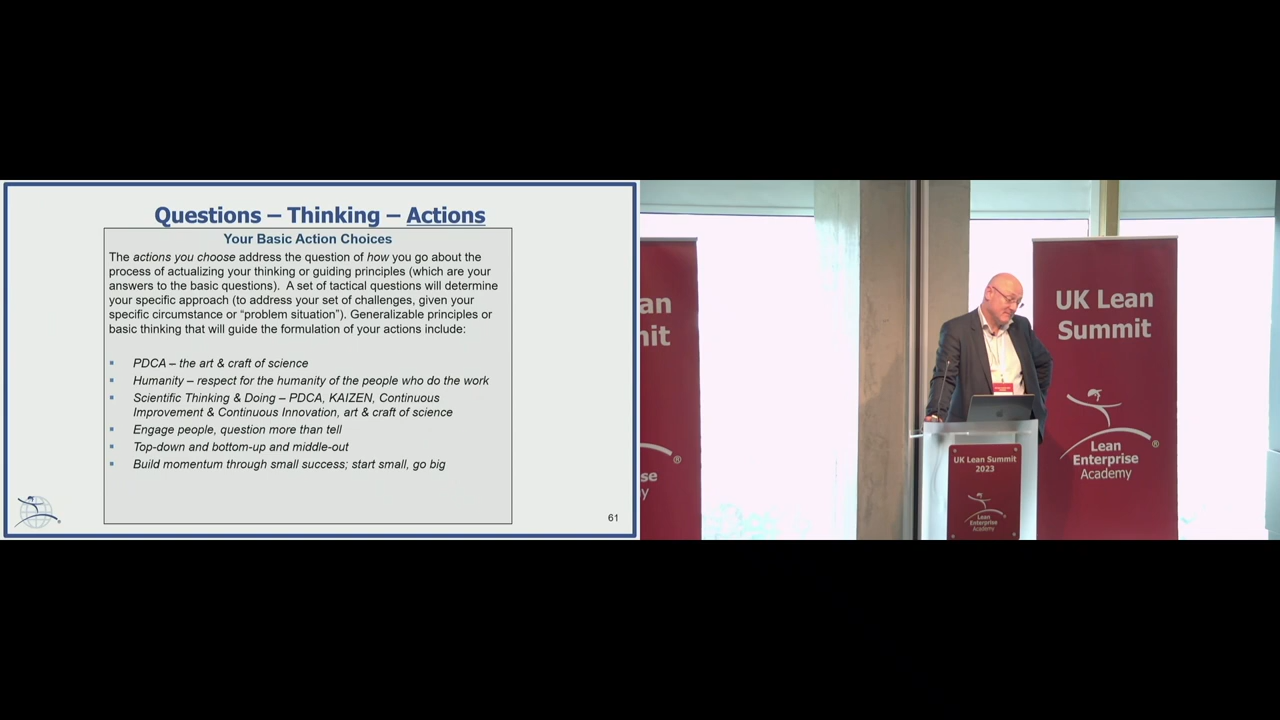 Questions – Thinking – Actions
Your Basic Action Choices
The actions you choose address the question of how you go about the
process of actualizing your thinking or guiding principles (which are your
answers to the basic questions). A set of tactical questions will determine
your specific approach (to address your set of challenges, given your
specific circumstance or “problem situation”). Generalizable principles or
basic thinking that will guide the formulation of your actions include:
▪ PDCA – the art & craft of science
▪ Humanity – respect for the humanity of the people who do the work
▪ Scientific Thinking & Doing – PDCA, KAIZEN, Continuous
Improvement & Continuous Innovation, art & craft of science
▪ Engage people, question more than tell
▪ Top-down and bottom-up and middle-out
▪ Build momentum through small success; start small, go big
61
an
it
se
y
®
UK Lean
Summit
Lean
Enterprise
Academy
®
UK Lean Summit
2023
Lean
Enterprise
Academy